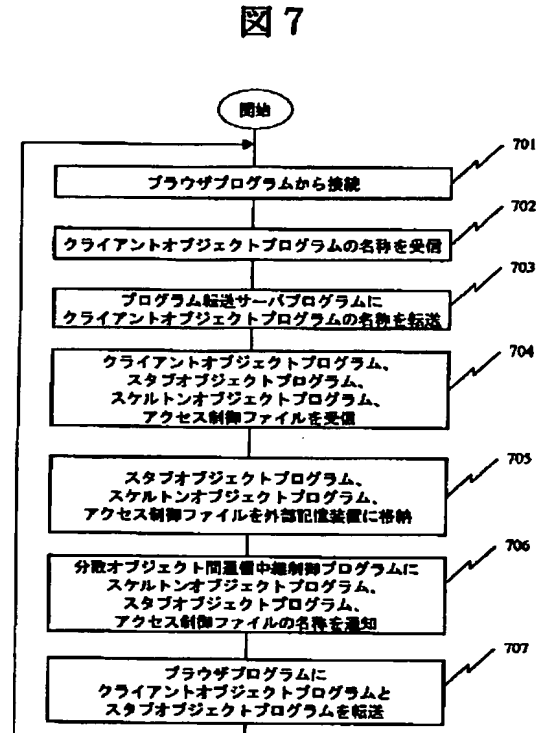 図7
開始
701
ブラウザプログラムから接続
702
クライアントオブジェクトプログラムの名称を受信
703
プログラム転送サーバプログラムに
クライアントオブジェクトプログラムの名称を転送
704
クライアントオブジェクトプログラム、
スタブオブジェクトプログラム、
スケルトンオブジェクトプログラム、
アクセス制御ファイルを受信
705
スタブオブジェクトプログラム、
スケルトンオブジェクトプログラム、
アクセス制御ファイルを外部記憶装置に格納
706
分散オブジェクト間通信中継制御プログラムに
スケルトンオブジェクトプログラム、
スタブオブジェクトプログラム、
アクセス制御ファイルの名称を通知
707
ブラウザプログラムに
クライアントオブジェクトプログラムと
スタブオブジェクトプログラムを転送